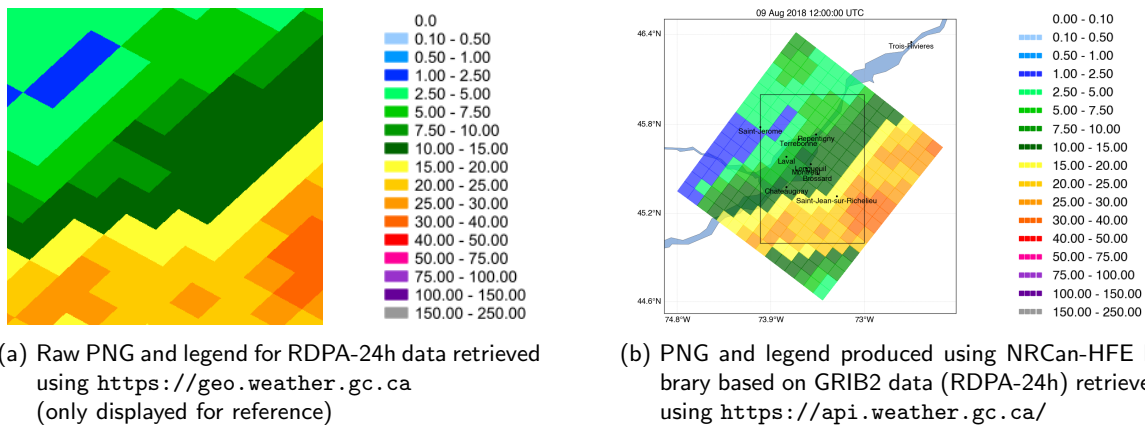 0.0
0.10 - 0.50
0.50 - 1.00
1.00 - 2.50
2.50 - 5.00
5.00 - 7.50
7.50 - 10.00
10.00 - 15.00
15.00 - 20.00
20.00 - 25.00
25.00 - 30.00
30.00 - 40.00
40.00 - 50.00
50.00 - 75.00
75.00 - 100.00
100.00 - 150.00
150.00 - 250.00
09 Aug 2018 12:00:00 UTC
46.4°N
45.8°N
45.2°N
44.6°N
74.8°W
73.9°W
73°W
Trois-Rivieres
Saint-Jerome
Repentigny
Terrebonne
Laval
Longueuil
Montreal
Brossard
Chateauguay
Saint-Jean-sur-Richelieu
0.00 - 0.10
0.10 - 0.50
0.50 - 1.00
1.00 - 2.50
2.50 - 5.00
5.00 - 7.50
7.50 - 10.00
10.00 - 15.00
15.00 - 20.00
20.00 - 25.00
25.00 - 30.00
30.00 - 40.00
40.00 - 50.00
50.00 - 75.00
75.00 - 100.00
100.00 - 150.00
150.00 - 250.00
a) Raw PNG and legend for RDPA-24h data retrieved
using https://geo.weather.gc.ca
(only displayed for reference)
(b) PNG and legend produced using NRCan-HFE
brary based on GRIB2 data (RDPA-24h) retrieve
using https://api.weather.gc.ca/